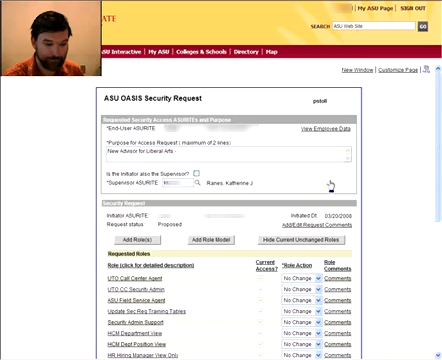 ATE
My ASU Page | SIGN OUT
SEARCH ASU Web Site GO
SU Interactive | My ASU | Colleges & Schools | Directory | Map
New Window | Customize Page
ASU OASIS Security Request
pstoll
Requested Security Access ASURITEs and Purpose
*End-User ASURITE View Employee Data
*Purpose for Access Request ( maximum of 2 lines)
New Advisor for Liberal Arts -
Is the Initiator also the Supervisor?
*Supervisor ASURITE Ranes, Katherine J
Security Request
Initiator ASURITE Initiated Dt: 03/20/2008
Request status Proposed Add/Edit Request Comments
Add Role(s) Add Role Model Hide Current Unchanged Roles
Requested Roles
Role (click for detailed description) Current Access? *Role Action Role Comments
UTO Call Center Agent No Change Comments
UTO CC Security Admin No Change Comments
ASU Field Service Agent No Change Comments
Update Sec Req Training Tables No Change Comments
Security Admin Support No Change Comments
HCM Department View No Change Comments
HCM Dept Position View No Change Comments
HR Hiring Manager View Only No Change Comments